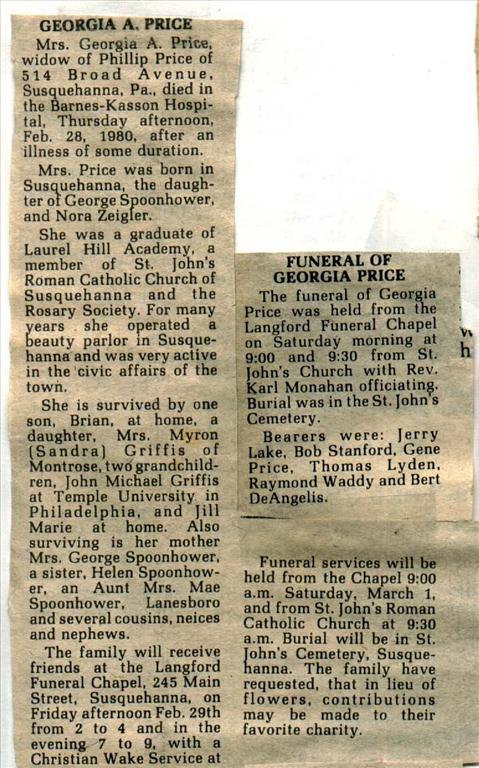 GEORGIA A. PRICE
Mrs. Georgia A. Price,
widow of Phillip Price of
514 Broad Avenue,
Susquehanna, Pa., died in
the Barnes-Kasson Hospi-
tal, Thursday afternoon,
Feb. 28, 1980, after an
illness of some duration.
Mrs. Price was born in
Susquehanna, the daugh-
ter of George Spoonhower,
and Nora Zeigler.
She was a graduate of
Laurel Hill Academy, a
member of St. John's
Roman Catholic Church of
Susquehanna and the
Rosary Society. For many
years she operated a
beauty parlor in Susque-
hanna and was very active
in the civic affairs of the
town.
She is survived by one
son, Brian, at home, a
daughter, Mrs. Myron
(Sandra) Griffis of
Montrose, two grandchild-
ren, John Michael Griffis
at Temple University in
Philadelphia, and Jill
Marie at home. Also
surviving is her mother
Mrs. George Spoonhower,
a sister, Helen Spoonhow-
er, an Aunt Mrs. Mae
Spoonhower, Lanesboro
and several cousins, neices
and nephews.
The family will receive
friends at the Langford
Funeral Chapel, 245 Main
Street, Susquehanna, on
Friday afternoon Feb. 29th
from 2 to 4 and in the
evening 7 to 9, with a
Christian Wake Service at
FUNERAL OF
GEORGIA PRICE
The funeral of Georgia
Price was held from the
Langford Funeral Chapel
on Saturday morning at
9:00 and 9:30 from St.
John's Church with Rev.
Karl Monahan officiating.
Burial was in the St. John's
Cemetery.
Bearers were: Jerry
Lake, Bob Stanford, Gene
Price, Thomas Lyden,
Raymond Waddy and Bert
DeAngelis.
Funeral services will be
held from the Chapel 9:00
a.m. Saturday, March 1,
and from St. John's Roman
Catholic Church at 9:30
a.m. Burial will be in St.
John's Cemetery, Susque-
hanna. The family have
requested, that in lieu of
flowers, contributions
may be made to their
favorite charity.